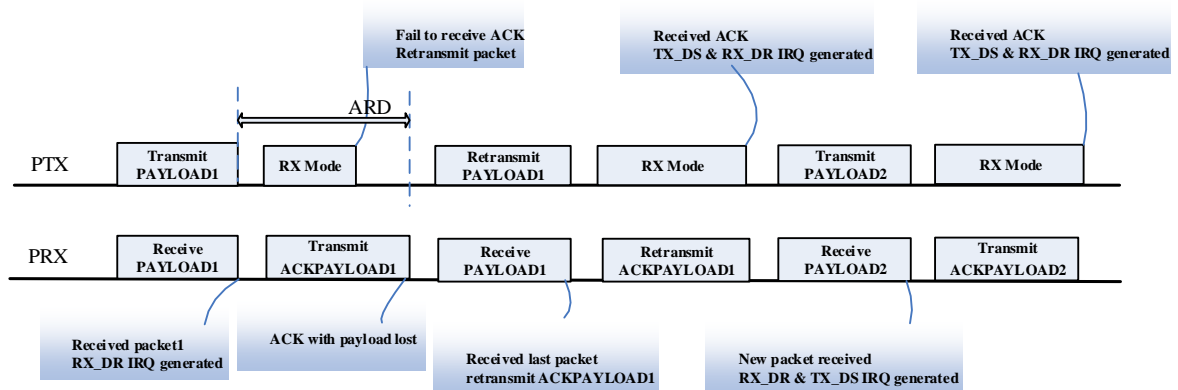 Fail to receive ACK
Retransmit packet
Received ACK
TX_DS & RX_DR IRQ generated
Received ACK
TX_DS & RX_DR IRQ generated
ARD
PTX
Transmit
PAYLOAD1
RX Mode
Retransmit
PAYLOAD1
RX Mode
Transmit
PAYLOAD2
RX Mode
PRX
Receive
PAYLOAD1
Transmit
ACKPAYLOAD1
Receive
PAYLOAD1
Retransmit
ACKPAYLOAD1
Receive
PAYLOAD2
Transmit
ACKPAYLOAD2
Received packet1
RX_DR IRQ generated
ACK with payload lost
Received last packet
retransmit ACKPAYLOAD1
New packet received
RX_DR & TX_DS IRQ generated